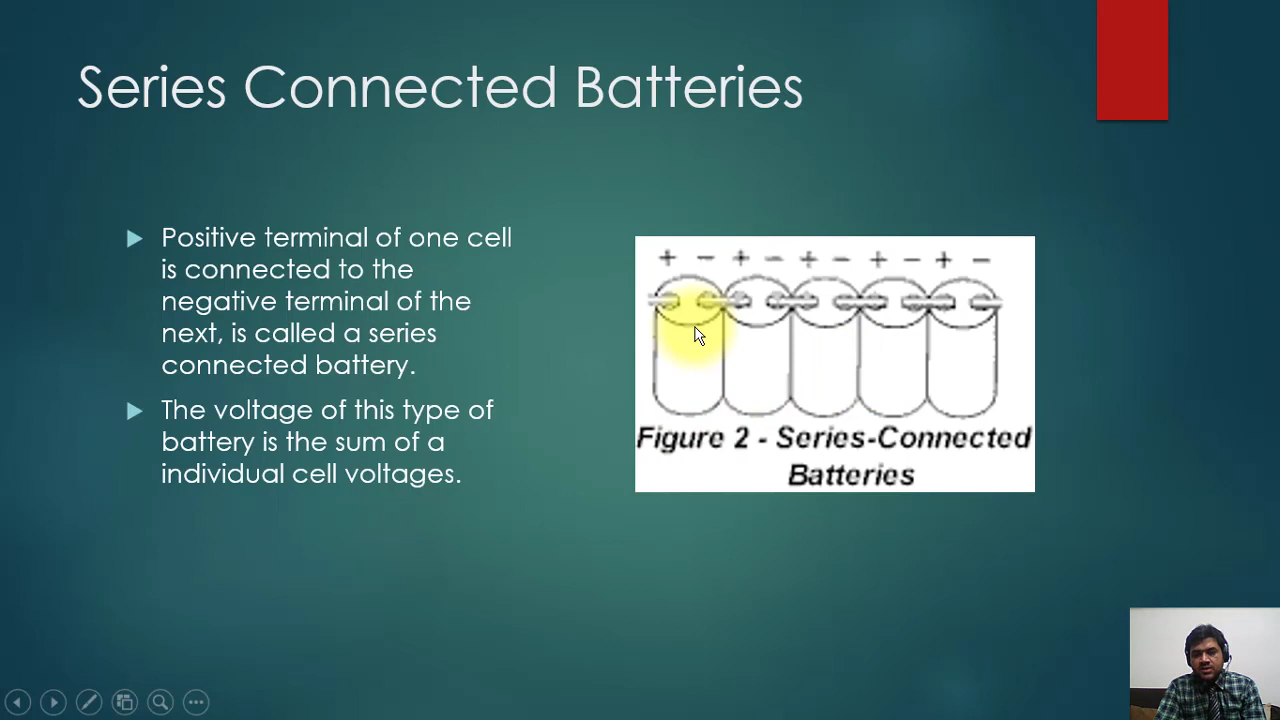 Series Connected Batteries
Positive terminal of one cell
is connected to the
negative terminal of the
next, is called a series
connected battery.
The voltage of this type of
battery is the sum of a
individual cell voltages.
+ - + - + - + - + -
Figure 2 - Series-Connected
Batteries